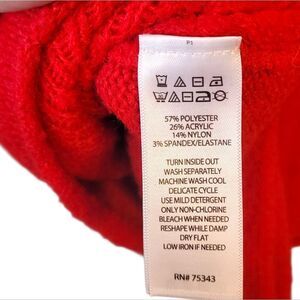 P1
57% POLYESTER
26% ACRYLIC
14% NYLON
3% SPANDEX/ELASTANE
TURN INSIDE OUT
WASH SEPARATELY
MACHINE WASH COOL
DELICATE CYCLE
USE MILD DETERGENT
ONLY NON-CHLORINE
BLEACH WHEN NEEDED
RESHAPE WHILE DAMP
DRY FLAT
LOW IRON IF NEEDED
RN# 75343